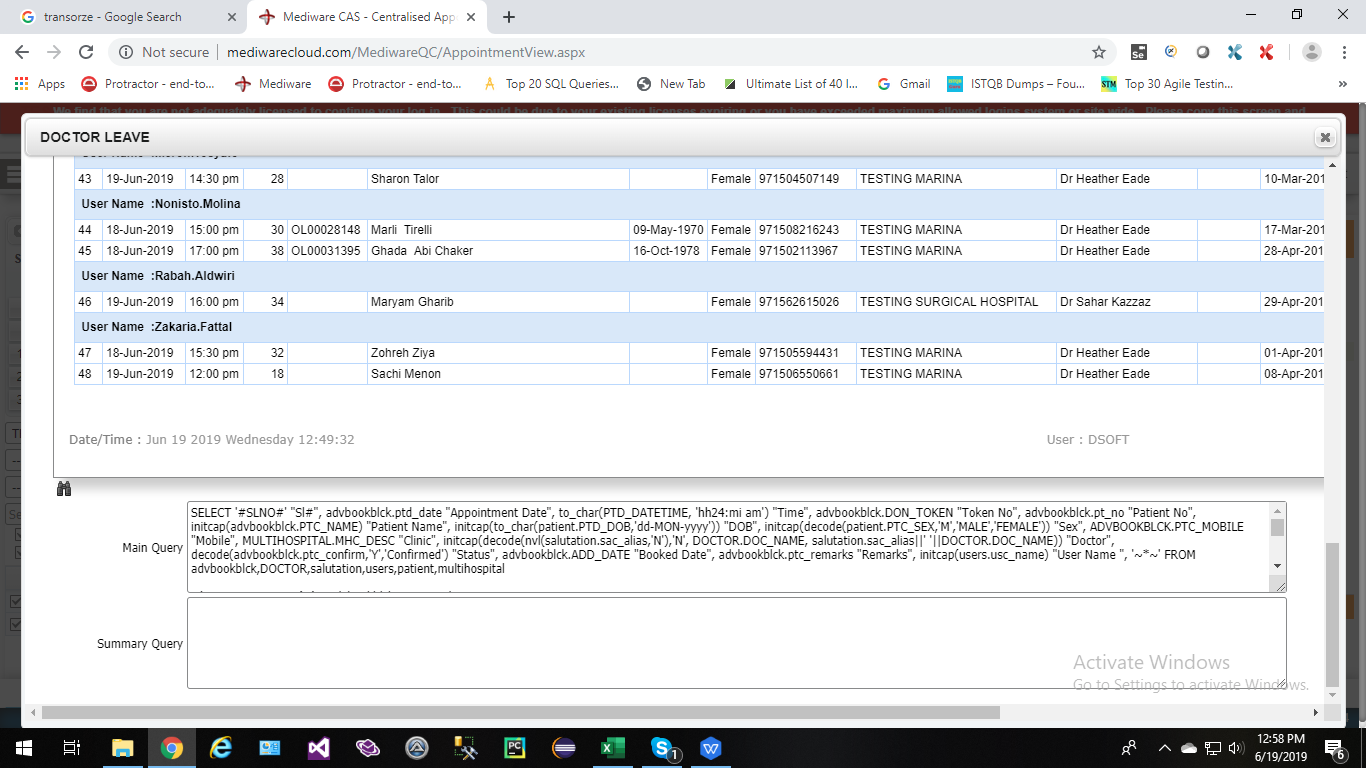 transorze - Google Search
Mediware CAS - Centralised App
Not secure | mediwarecloud.com/MediwareQC/AppointmentView.aspx
Apps Protractor - end-to... Mediware Protractor - end-to... Top 20 SQL Queries... New Tab Ultimate List of 40 I... Gmail ISTQB Dumps – Fou... STM Top 30 Agile Testin... »
DOCTOR LEAVE
43 19-Jun-2019 14:30 pm 28 Sharon Talor Female 971504507149 TESTING MARINA Dr Heather Eade 10-Mar-201
User Name :Nonisto.Molina
44 18-Jun-2019 15:00 pm 30 OL00028148 Marli Tirelli 09-May-1970 Female 971508216243 TESTING MARINA Dr Heather Eade 17-Mar-201
45 18-Jun-2019 17:00 pm 38 OL00031395 Ghada Abi Chaker 16-Oct-1978 Female 971502113967 TESTING MARINA Dr Heather Eade 28-Apr-201
User Name :Rabah.Aldwiri
46 19-Jun-2019 16:00 pm 34 Maryam Gharib Female 971562615026 TESTING SURGICAL HOSPITAL Dr Sahar Kazzaz 29-Apr-201
User Name :Zakaria.Fattal
47 18-Jun-2019 15:30 pm 32 Zohreh Ziya Female 971505594431 TESTING MARINA Dr Heather Eade 01-Apr-201
48 19-Jun-2019 12:00 pm 18 Sachi Menon Female 971506550661 TESTING MARINA Dr Heather Eade 08-Apr-201
Date/Time : Jun 19 2019 Wednesday 12:49:32 User : DSOFT
Main Query
SELECT '#SLNO#' "Sl#", advbookblck.ptd_date "Appointment Date", to_char(PTD_DATETIME, 'hh24:mi am') "Time", advbookblck.DON_TOKEN "Token No", advbookblck.pt_no "Patient No",
initcap(advbookblck.PTC_NAME) "Patient Name", initcap(to_char(patient.PTD_DOB,'dd-MON-yyyy')) "DOB", initcap(decode(patient.PTC_SEX,'M','MALE','FEMALE')) "Sex", ADVBOOKBLCK.PTC_MOBILE
"Mobile", MULTIHOSPITAL.MHC_DESC "Clinic", initcap(decode(nvl(salutation.sac_alias,'N'),'N', DOCTOR.DOC_NAME, salutation.sac_alias||' '||DOCTOR.DOC_NAME)) "Doctor",
decode(advbookblck.ptc_confirm,'Y','Confirmed') "Status", advbookblck.ADD_DATE "Booked Date", advbookblck.ptc_remarks "Remarks", initcap(users.usc_name) "User Name ", '~*~' FROM
advbookblck,DOCTOR,salutation,users,patient,multihospital
Summary Query
Activate Windows
Go to Settings to activate Windows.
12:58 PM
6/19/2019
1
6